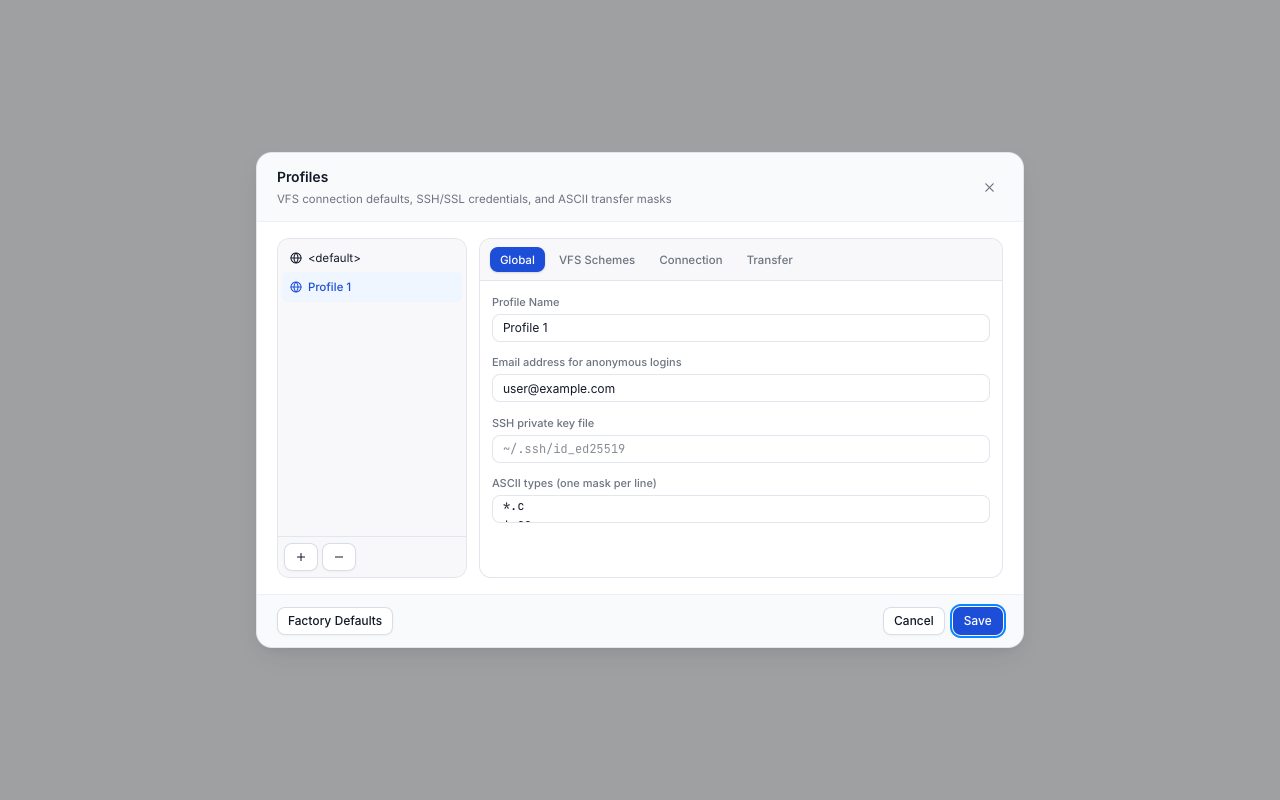 Profiles
VFS connection defaults, SSH/SSL credentials, and ASCII transfer masks
<default>
Profile 1
Global VFS Schemes Connection Transfer
Profile Name
Profile 1
Email address for anonymous logins
user@example.com
SSH private key file
~/.ssh/id_ed25519
ASCII types (one mask per line)
*.c
+ −
Factory Defaults
Cancel
Save